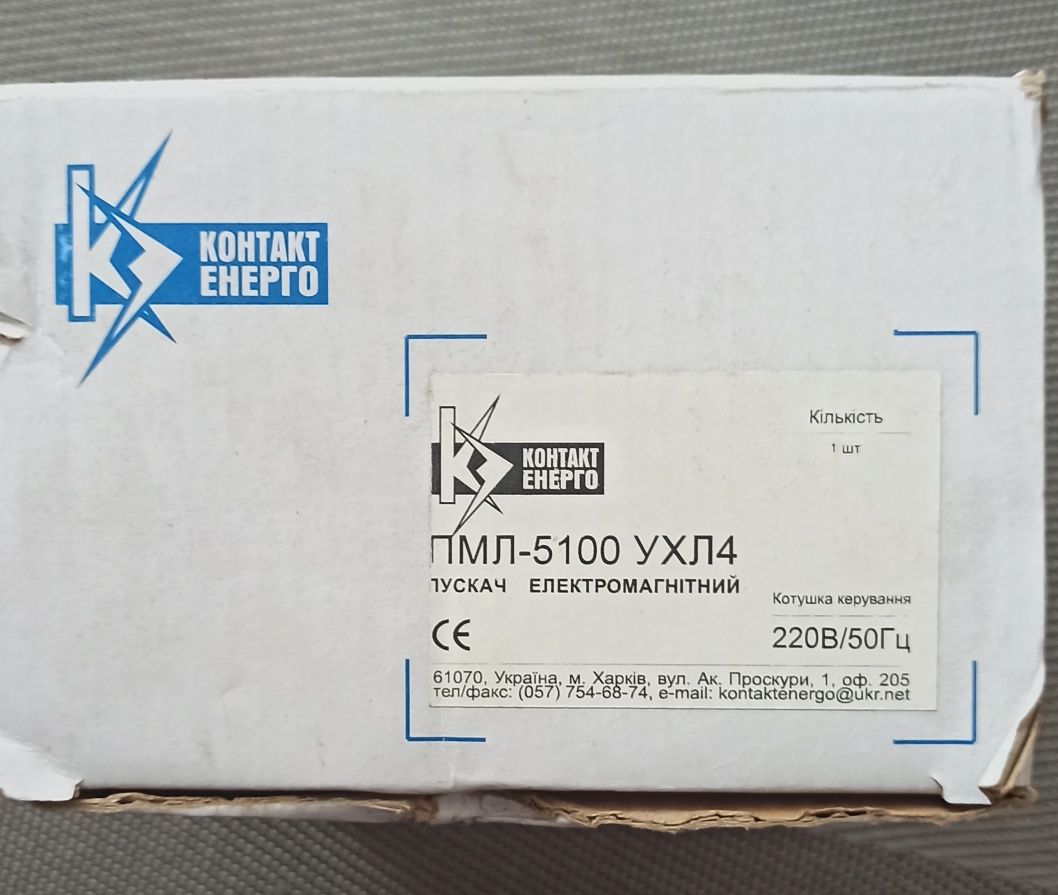 КОНТАКТ
ЕНЕРГО
Кількість
1 шт
КОНТАКТ
ЕНЕРГО
ПМЛ-5100 УХЛ4
ПУСКАЧ ЕЛЕКТРОМАГНІТНИЙ
Котушка керування
CE
220В/50Гц
61070, Україна, м. Харків, вул. Ак. Проскури, 1, оф. 205
тел/факс: (057) 754-68-74, e-mail: kontaktenergo@ukr.net